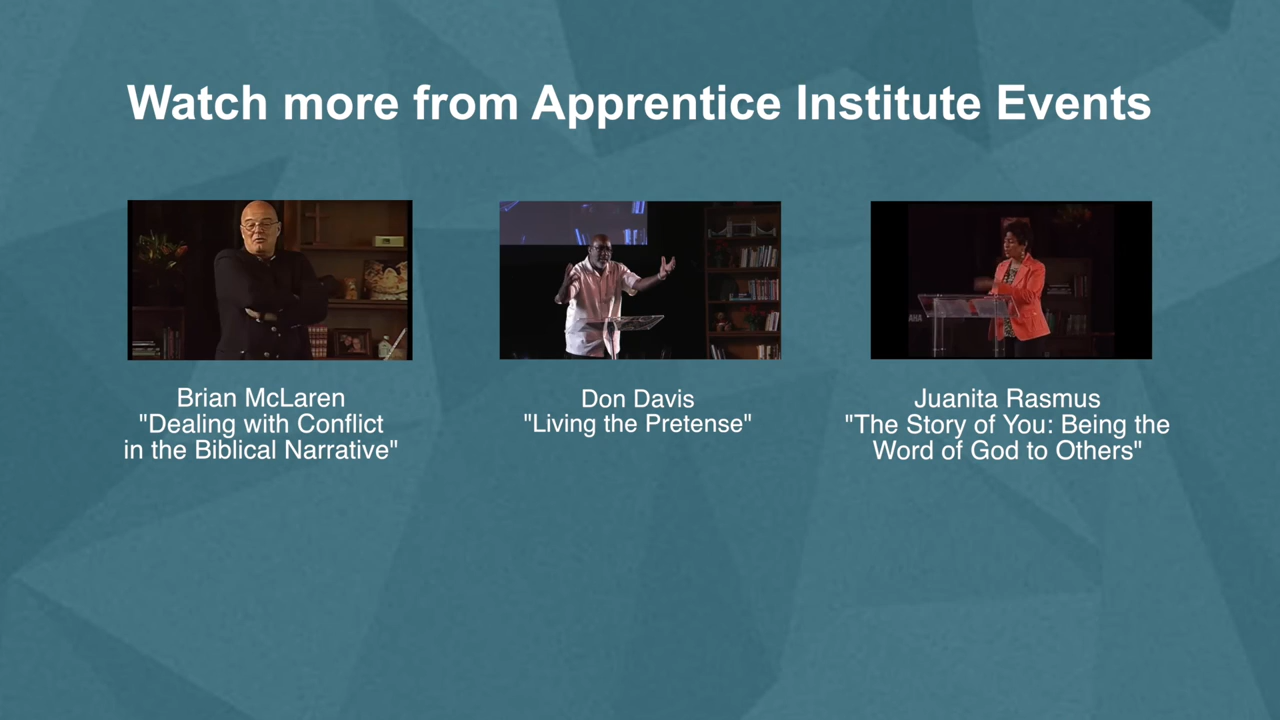 Watch more from Apprentice Institute Events
Brian McLaren
"Dealing with Conflict
in the Biblical Narrative"
Don Davis
"Living the Pretense"
Juanita Rasmus
"The Story of You: Being the
Word of God to Others"